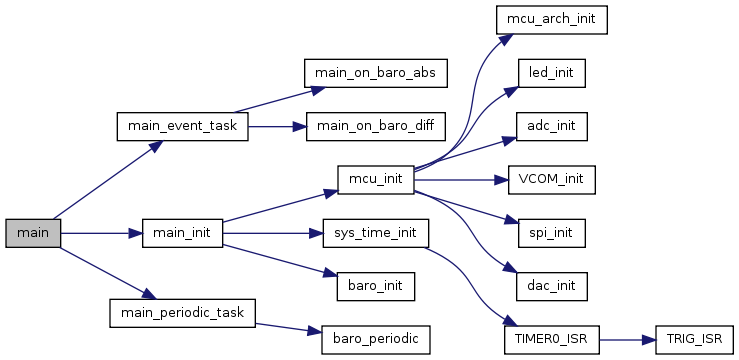 mcu_arch_init
main_on_baro_abs
led_init
main_event_task
main_on_baro_diff
adc_init
mcu_init
VCOM_init
main
main_init
sys_time_init
spi_init
baro_init
dac_init
main_periodic_task
baro_periodic
TIMER0_ISR
TRIG_ISR